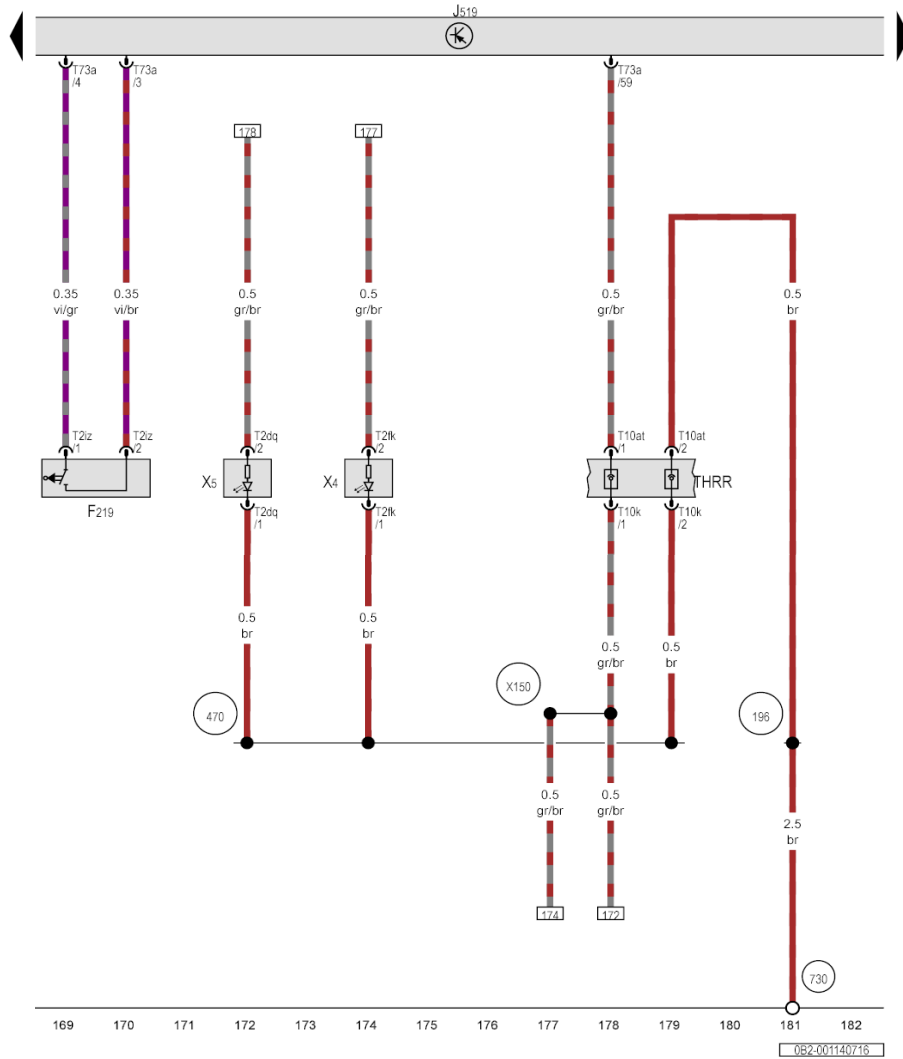 J519
T73a
/4
T73a
/3
T73a
/59
178
177
0.35
vi/gr
0.35
vi/br
0.5
gr/br
0.5
gr/br
0.5
gr/br
0.5
br
T2iz
/1
T2iz
/2
T2dq
/2
T2fk
/2
T10at
/1
T10at
/2
F219
X5
X4
THRR
T2dq
/1
T2fk
/1
T10k
/1
T10k
/2
0.5
br
0.5
br
0.5
gr/br
0.5
br
470
X150
196
0.5
gr/br
0.5
gr/br
2.5
br
174
172
730
169 170 171 172 173 174 175 176 177 178 179 180 181 182
0B2-001140716